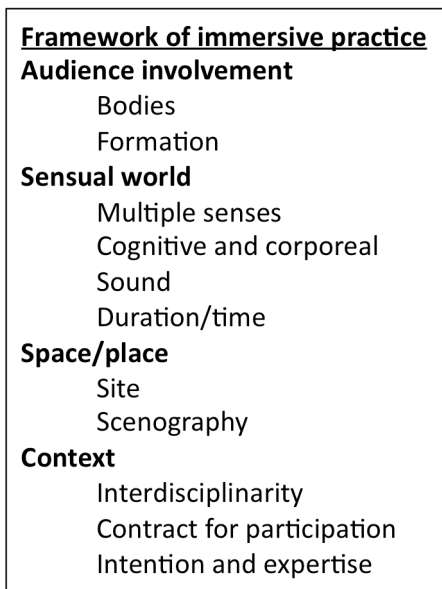 Framework of immersive practice
Audience involvement
Bodies
Formation
Sensual world
Multiple senses
Cognitive and corporeal
Sound
Duration/time
Space/place
Site
Scenography
Context
Interdisciplinarity
Contract for participation
Intention and expertise